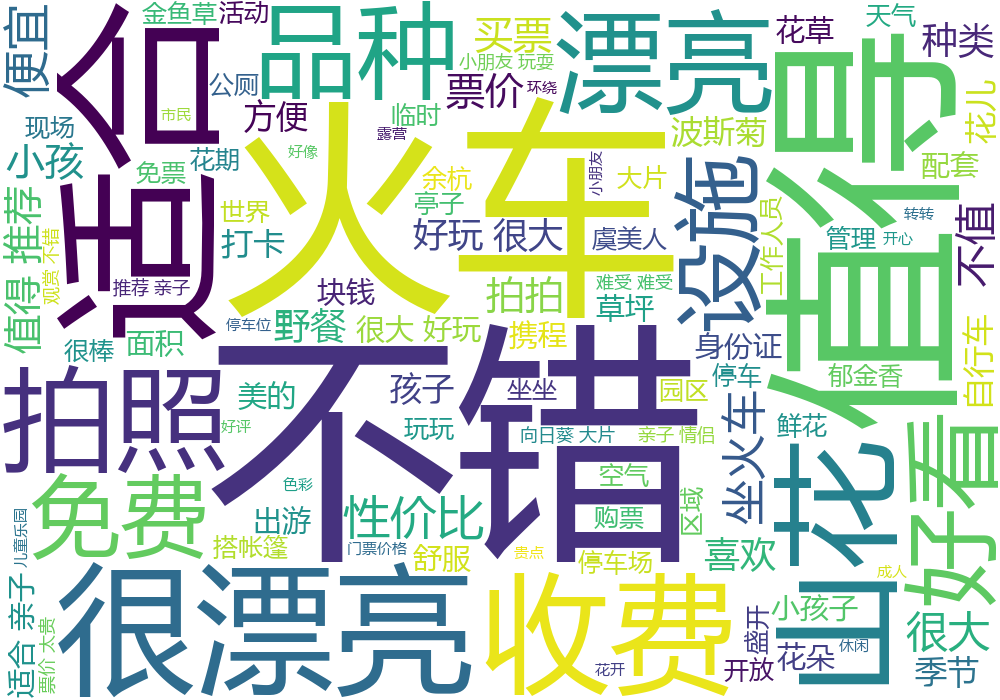 便宜
金鱼草
活动
品种
买票
漂亮
花草
天气
种类
公厕
小朋友 玩耍
票价
环绕
适合
市民
方便
露营
临时
波斯菊
值得
花儿
现场
小孩
免票
花期
好像
火车
余杭
小朋友
大片
配套
世界
亭子
设施
工作人员
转转
值得 推荐
观赏 不错
打卡
好玩 很大
虞美人
管理
开心
不值
推荐 亲子
块钱
拍拍
难受 难受
草坪
停车位
野餐
很大 好玩
携程
身份证
自行车
很棒
面积
不错
拍照
美的
孩子
坐坐
园区
停车
郁金香
好评
玩玩
向日葵 大片
亲子 情侣
坐火车
鲜花
好看
色彩
空气
免费
出游
性价比
购票
区域
山花
儿童乐园
搭帐篷
门票价格
舒服
贵点
停车场
喜欢
成人
适合 亲子
票价 太贵
很漂亮
收费
花开
盛开
开放
小孩子
花朵
休闲
很大
季节